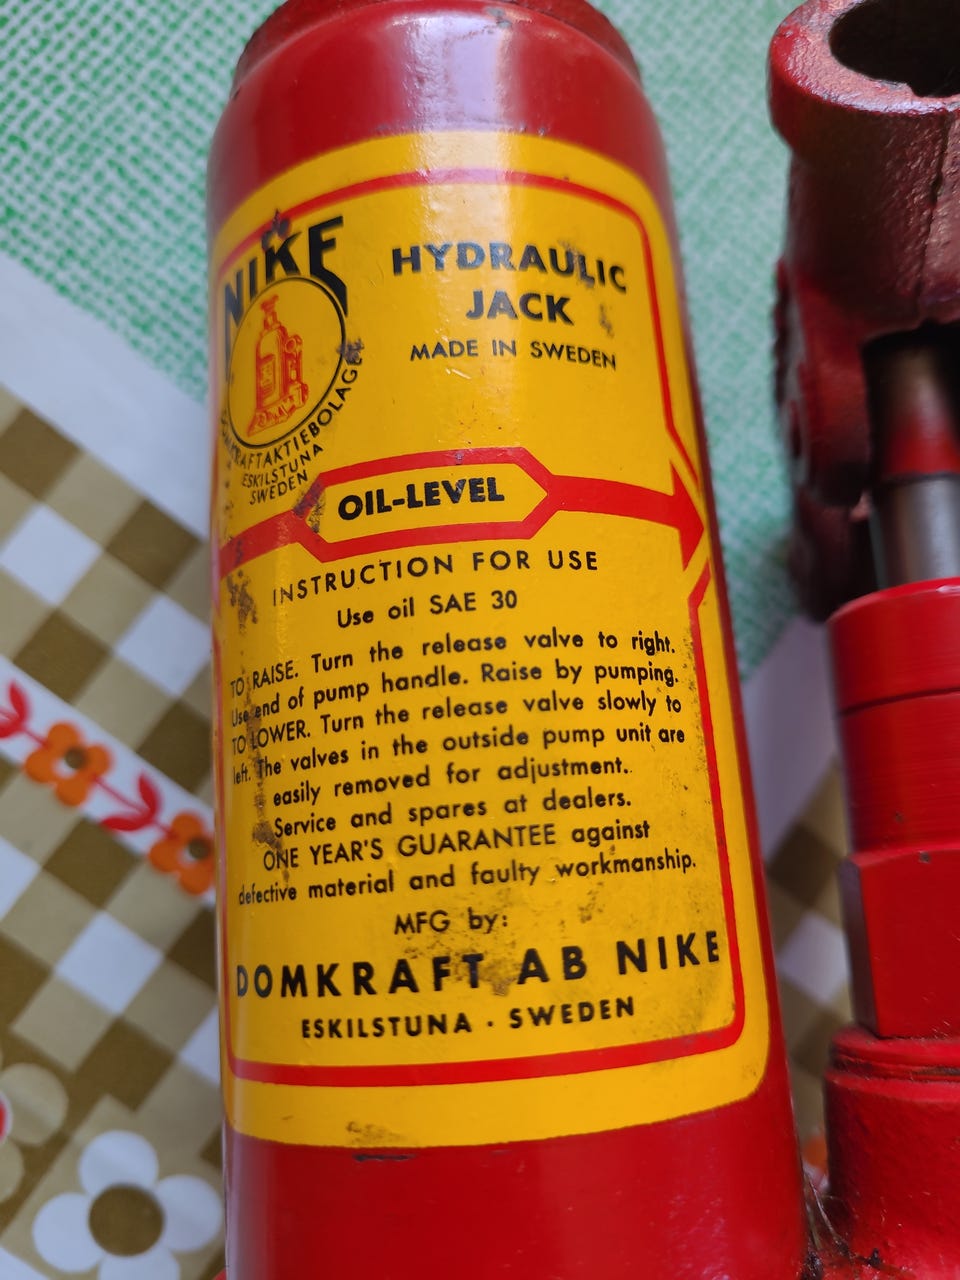 NIKE
HYDRAULIC
JACK
MADE IN SWEDEN
DOMKRAFTAKTIEBOLAGET
ESKILSTUNA
SWEDEN
OIL-LEVEL
INSTRUCTION FOR USE
Use oil SAE 30
TO RAISE. Turn the release valve to right.
Use end of pump handle. Raise by pumping.
TO LOWER. Turn the release valve slowly to
left. The valves in the outside pump unit are
easily removed for adjustment.
Service and spares at dealers.
ONE YEAR'S GUARANTEE against
defective material and faulty workmanship.
MFG by:
DOMKRAFT AB NIKE
ESKILSTUNA · SWEDEN